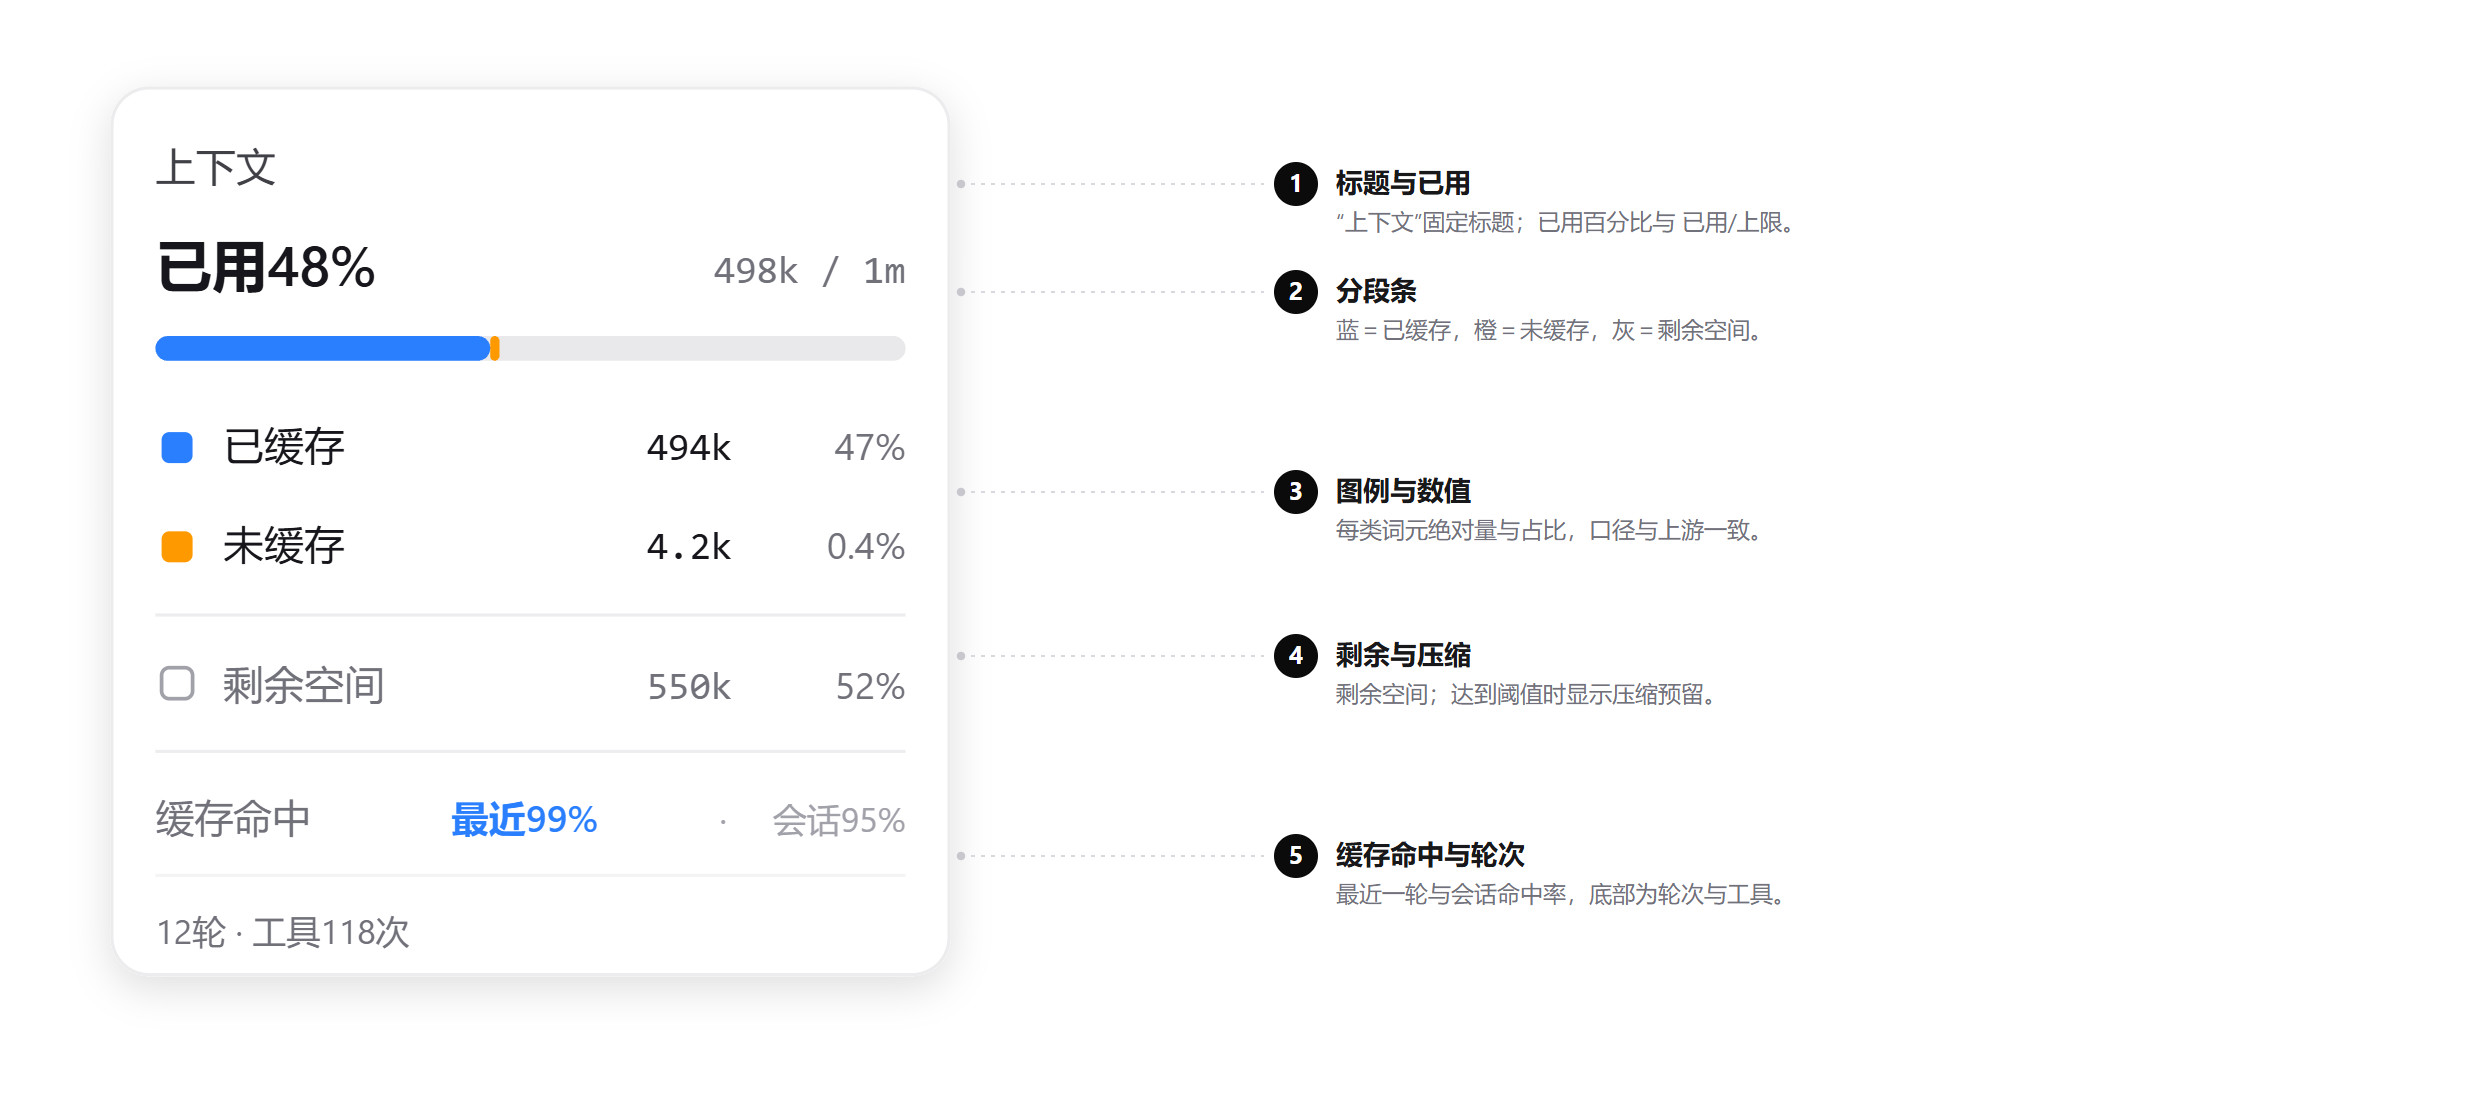 上下文
已用48%
498k / 1m
已缓存 494k 47%
未缓存 4.2k 0.4%
剩余空间 550k 52%
缓存命中 最近99% · 会话95%
12轮 · 工具118次
1 标题与已用
“上下文”固定标题；已用百分比与 已用/上限。
2 分段条
蓝 = 已缓存，橙 = 未缓存，灰 = 剩余空间。
3 图例与数值
每类词元绝对量与占比，口径与上游一致。
4 剩余与压缩
剩余空间；达到阈值时显示压缩预留。
5 缓存命中与轮次
最近一轮与会话命中率，底部为轮次与工具。